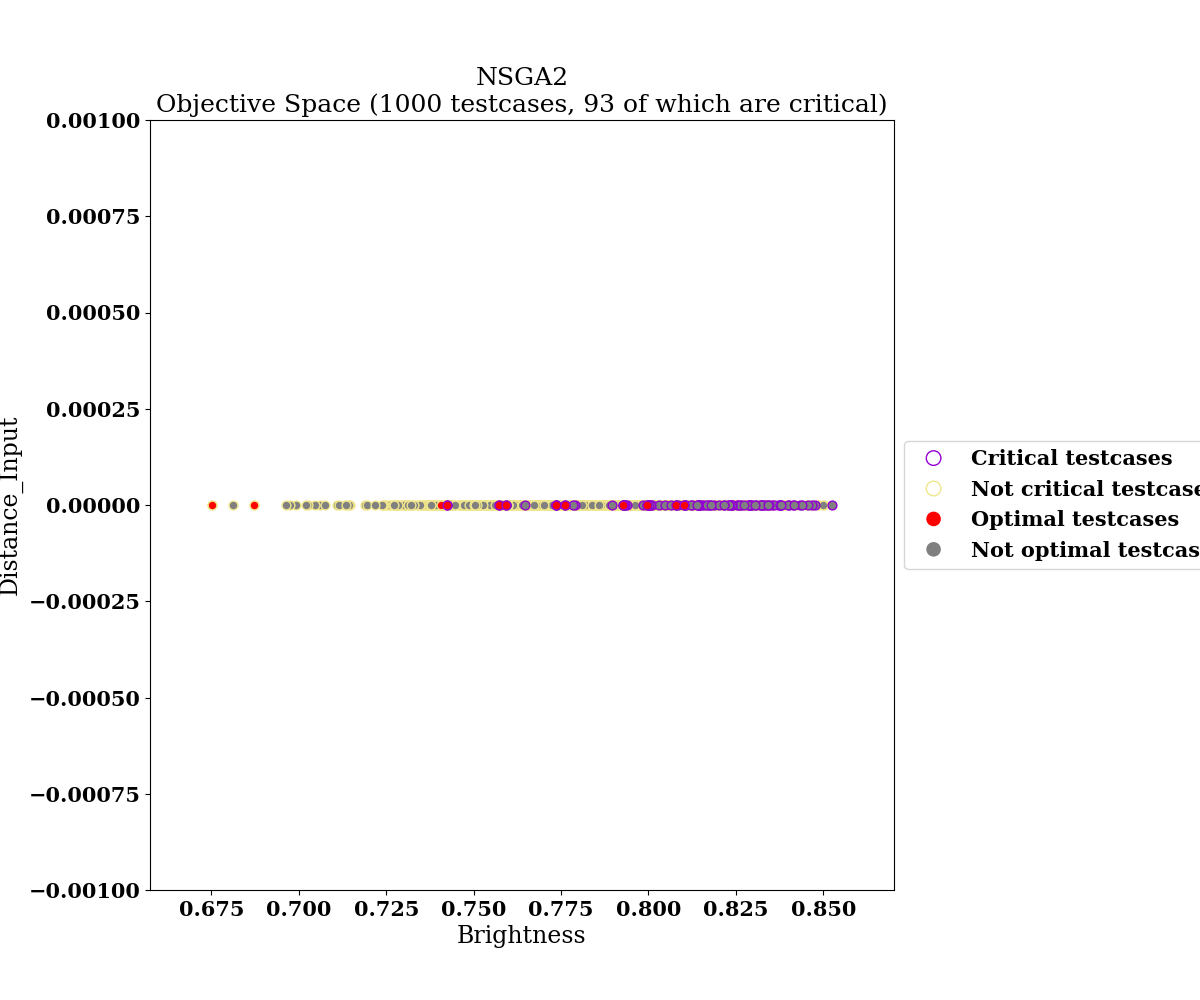 NSGA2
Objective Space (1000 testcases, 93 of which are critical)
0.00100
0.00075
0.00050
0.00025
0.00000
−0.00025
−0.00050
−0.00075
−0.00100
Distance_Input
0.675 0.700 0.725 0.750 0.775 0.800 0.825 0.850
Brightness
Critical testcases
Not critical testcase
Optimal testcases
Not optimal testcas